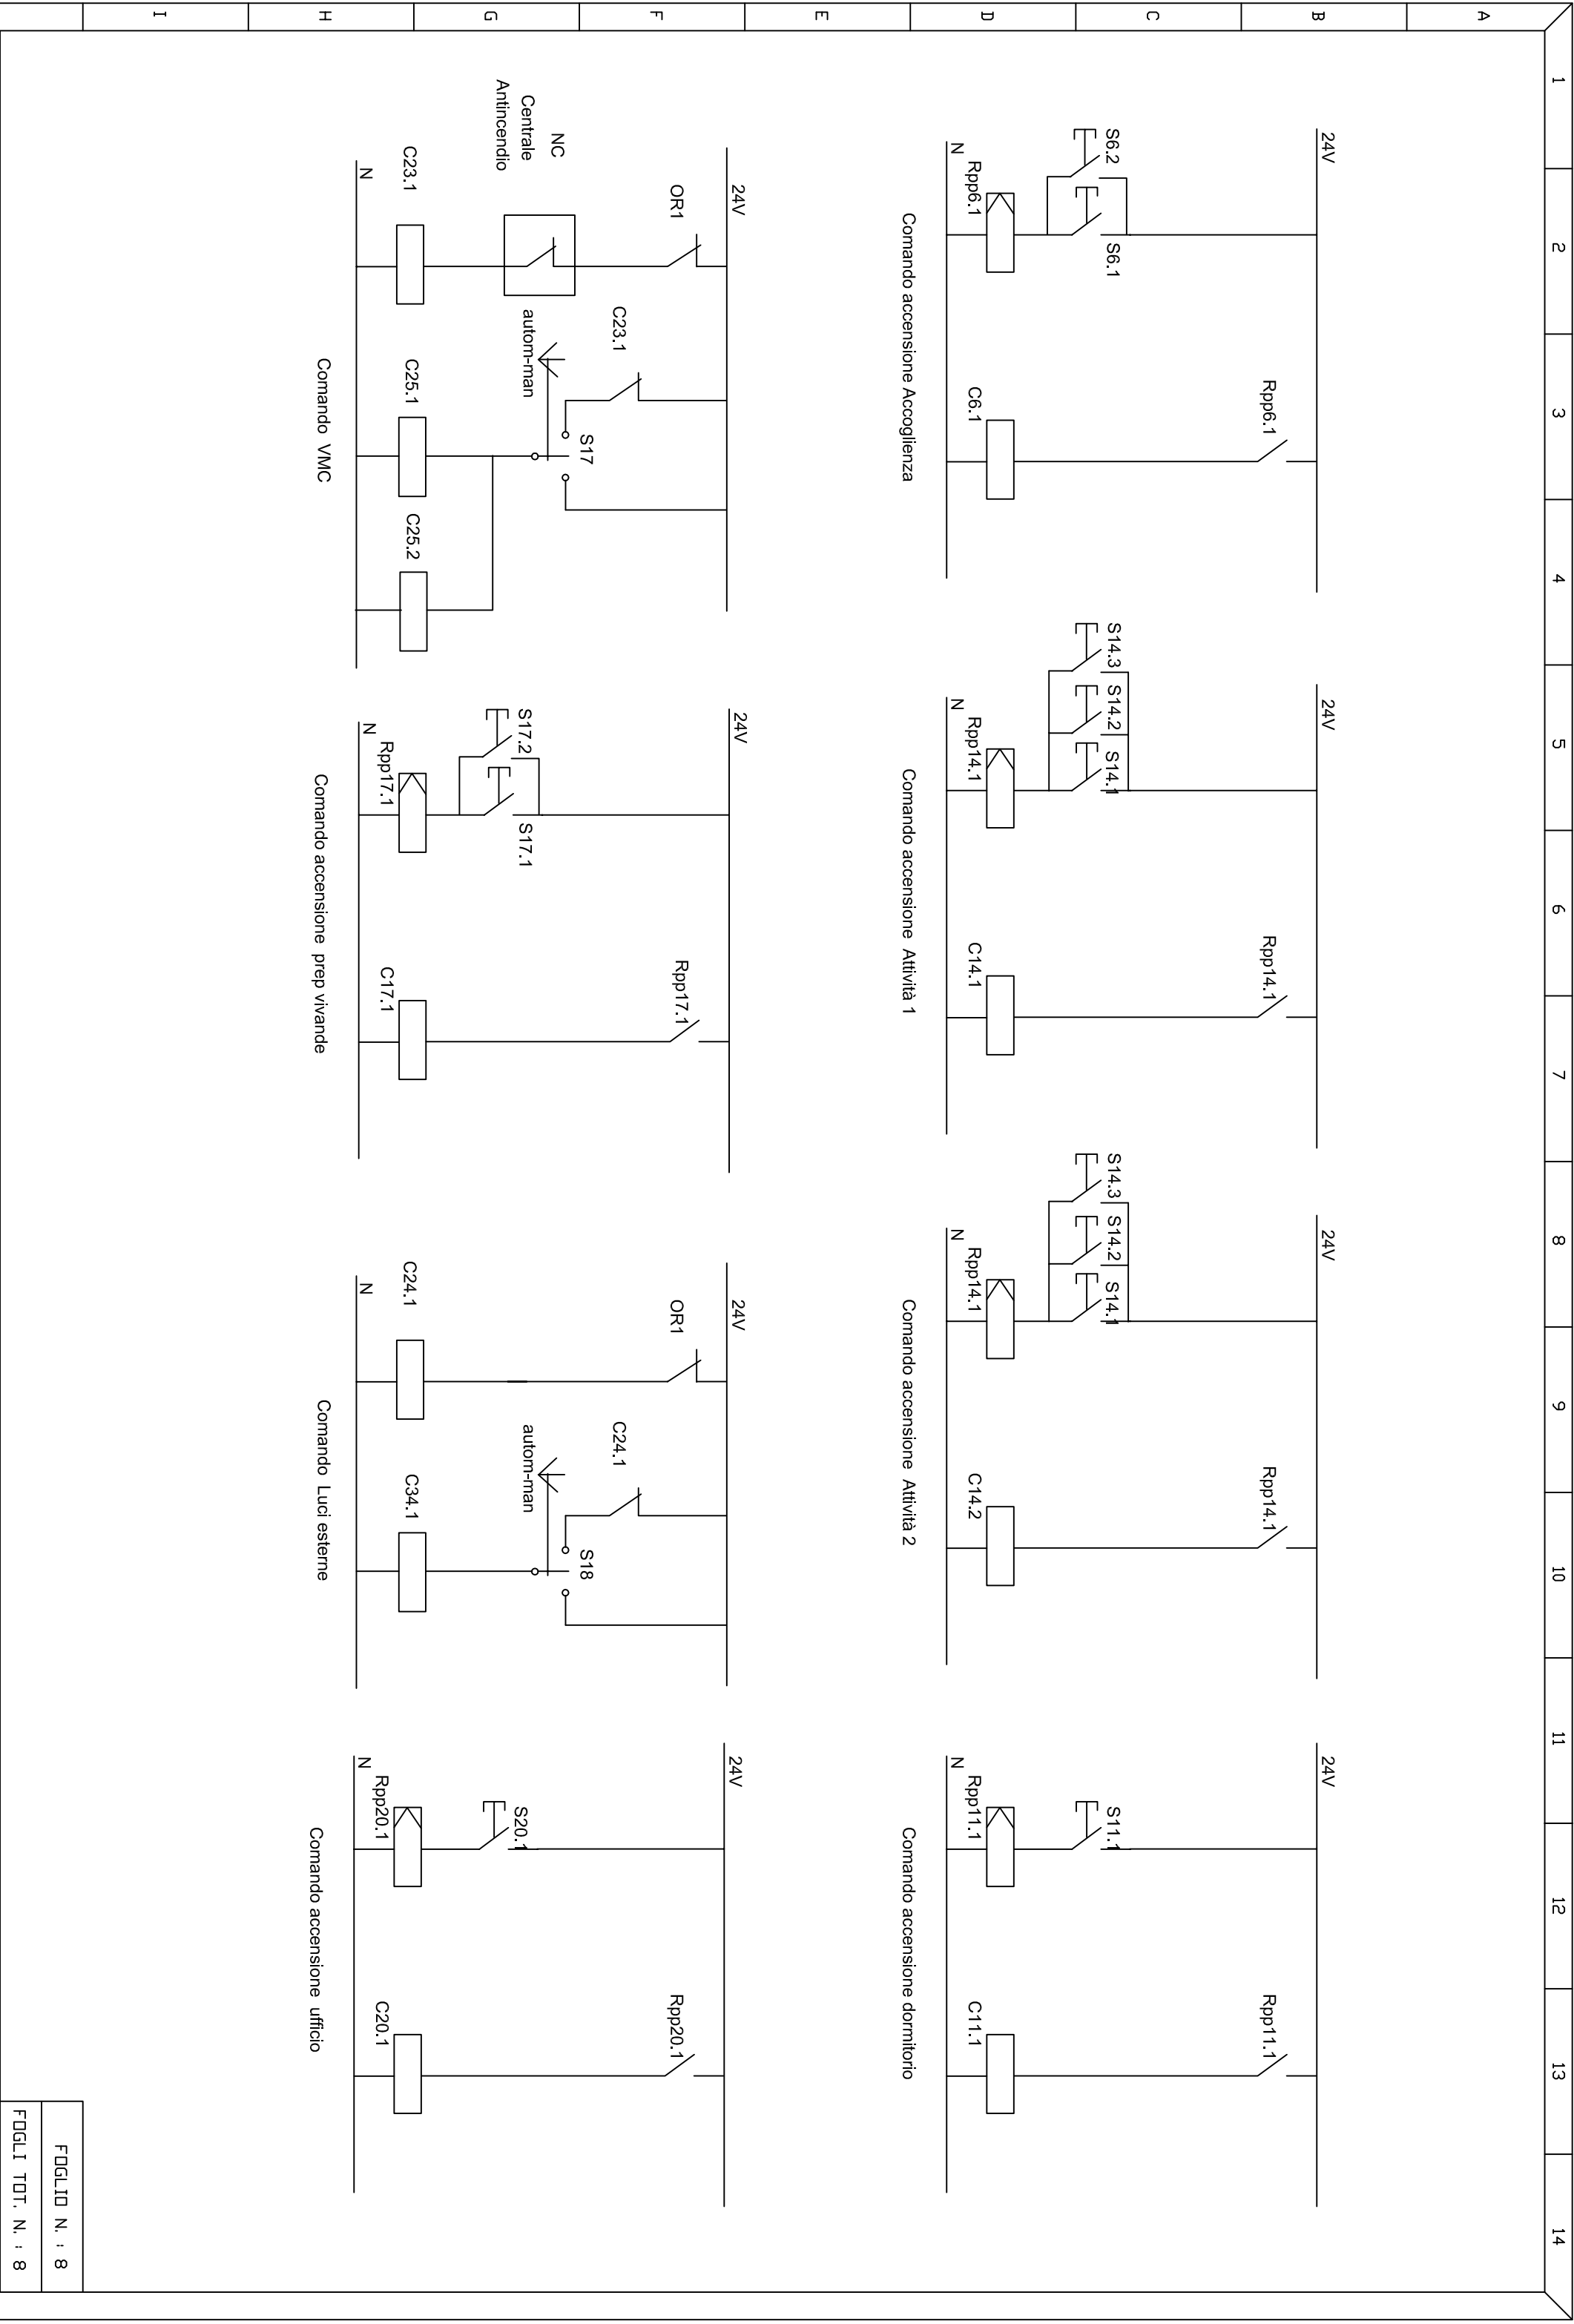 1 2 3 4 5 6 7 8 9 10 11 12 13 14
A
B
C
D
E
F
G
H
I
24V
Rpp6.1
S6.2
S6.1
Rpp6.1
C6.1
N
Comando accensione Accoglienza
24V
Rpp14.1
S14.3
S14.2
S14.1
Rpp14.1
C14.1
N
Comando accensione Attività 1
24V
Rpp14.1
S14.3
S14.2
S14.1
Rpp14.1
C14.2
N
Comando accensione Attività 2
24V
Rpp11.1
S11.1
Rpp11.1
C11.1
N
Comando accensione dormitorio
24V
OR1
C23.1
NC
Centrale
Antincendio
S17
autom-man
C23.1
C25.1
C25.2
N
Comando VMC
24V
Rpp17.1
S17.2
S17.1
Rpp17.1
C17.1
N
Comando accensione prep vivande
24V
OR1
C24.1
S18
autom-man
C24.1
C34.1
N
Comando Luci esterne
24V
Rpp20.1
S20.1
Rpp20.1
C20.1
N
Comando accensione ufficio
FOGLIO N. : 8
FOGLI TOT. N. : 8